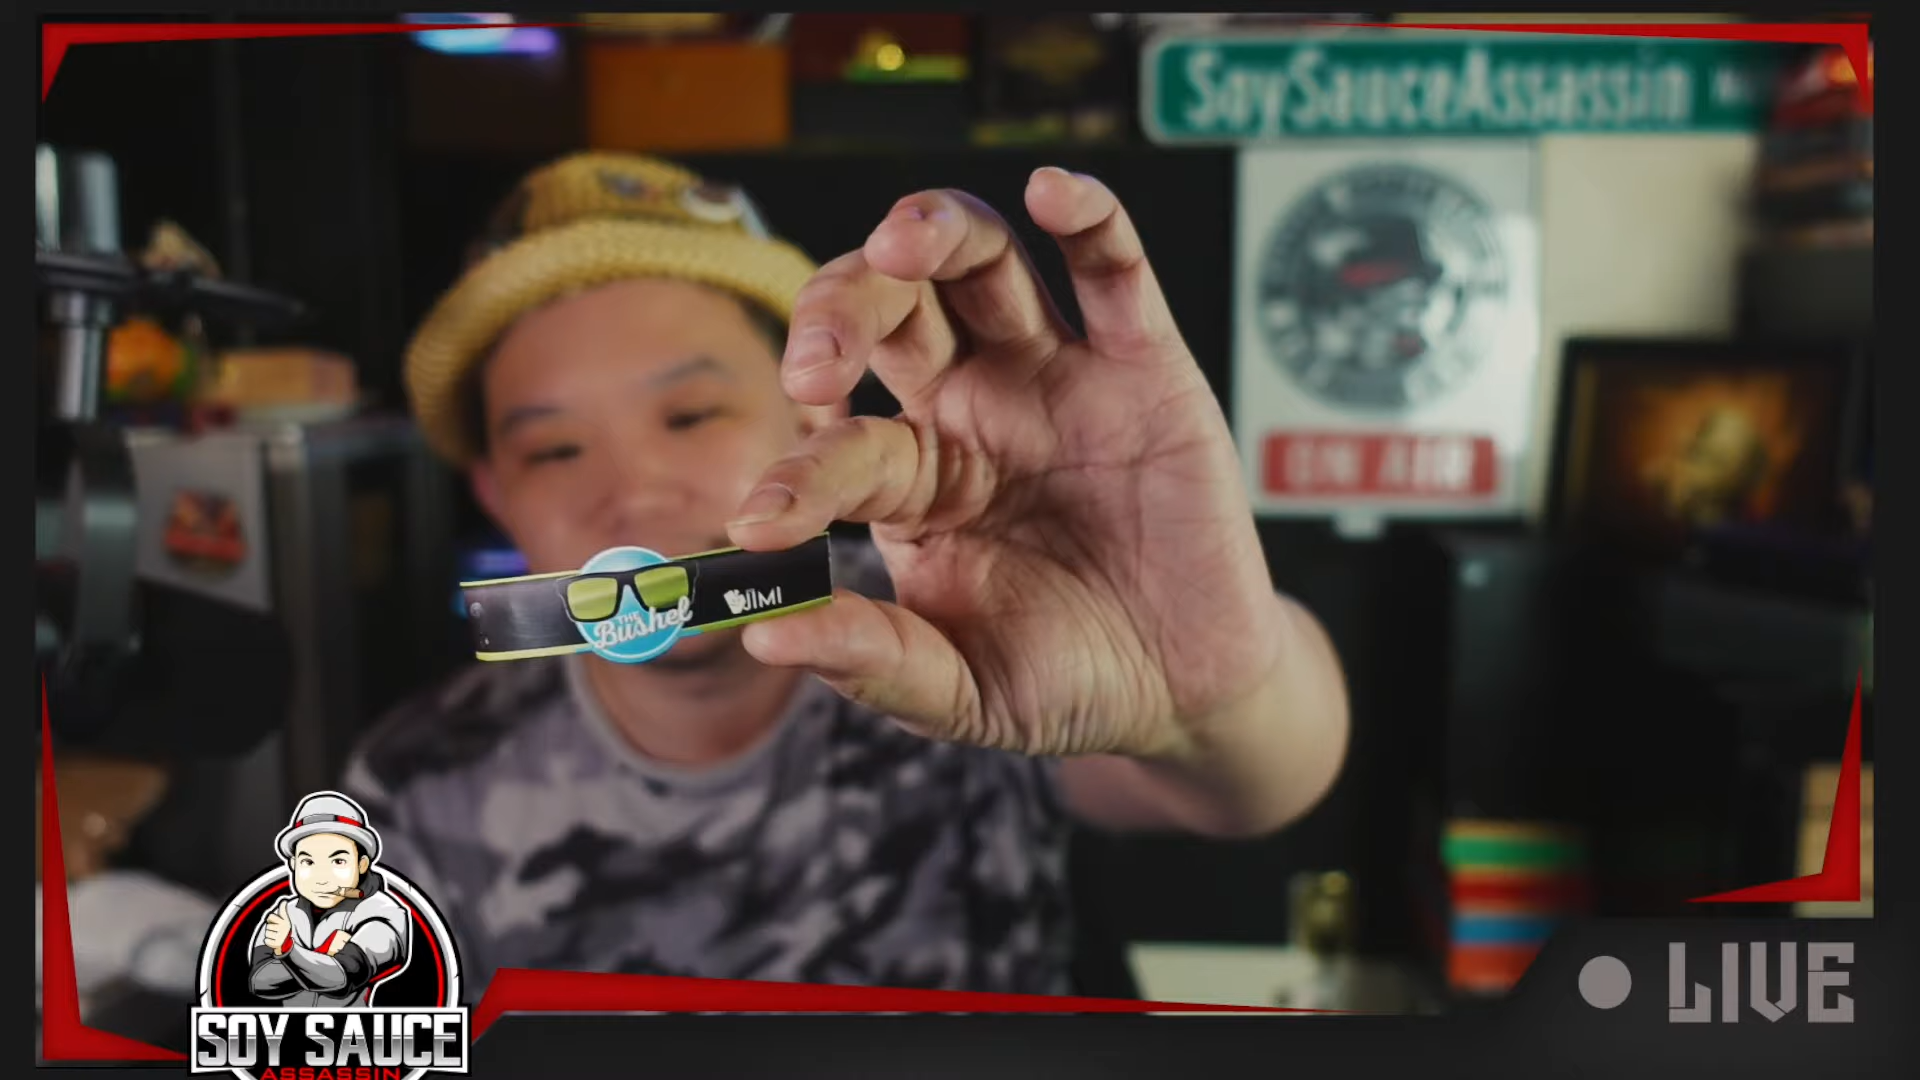 SoySauceAssassin
ON AIR
THE
Bushel
JIMI
SOY SAUCE
ASSASSIN
LIVE